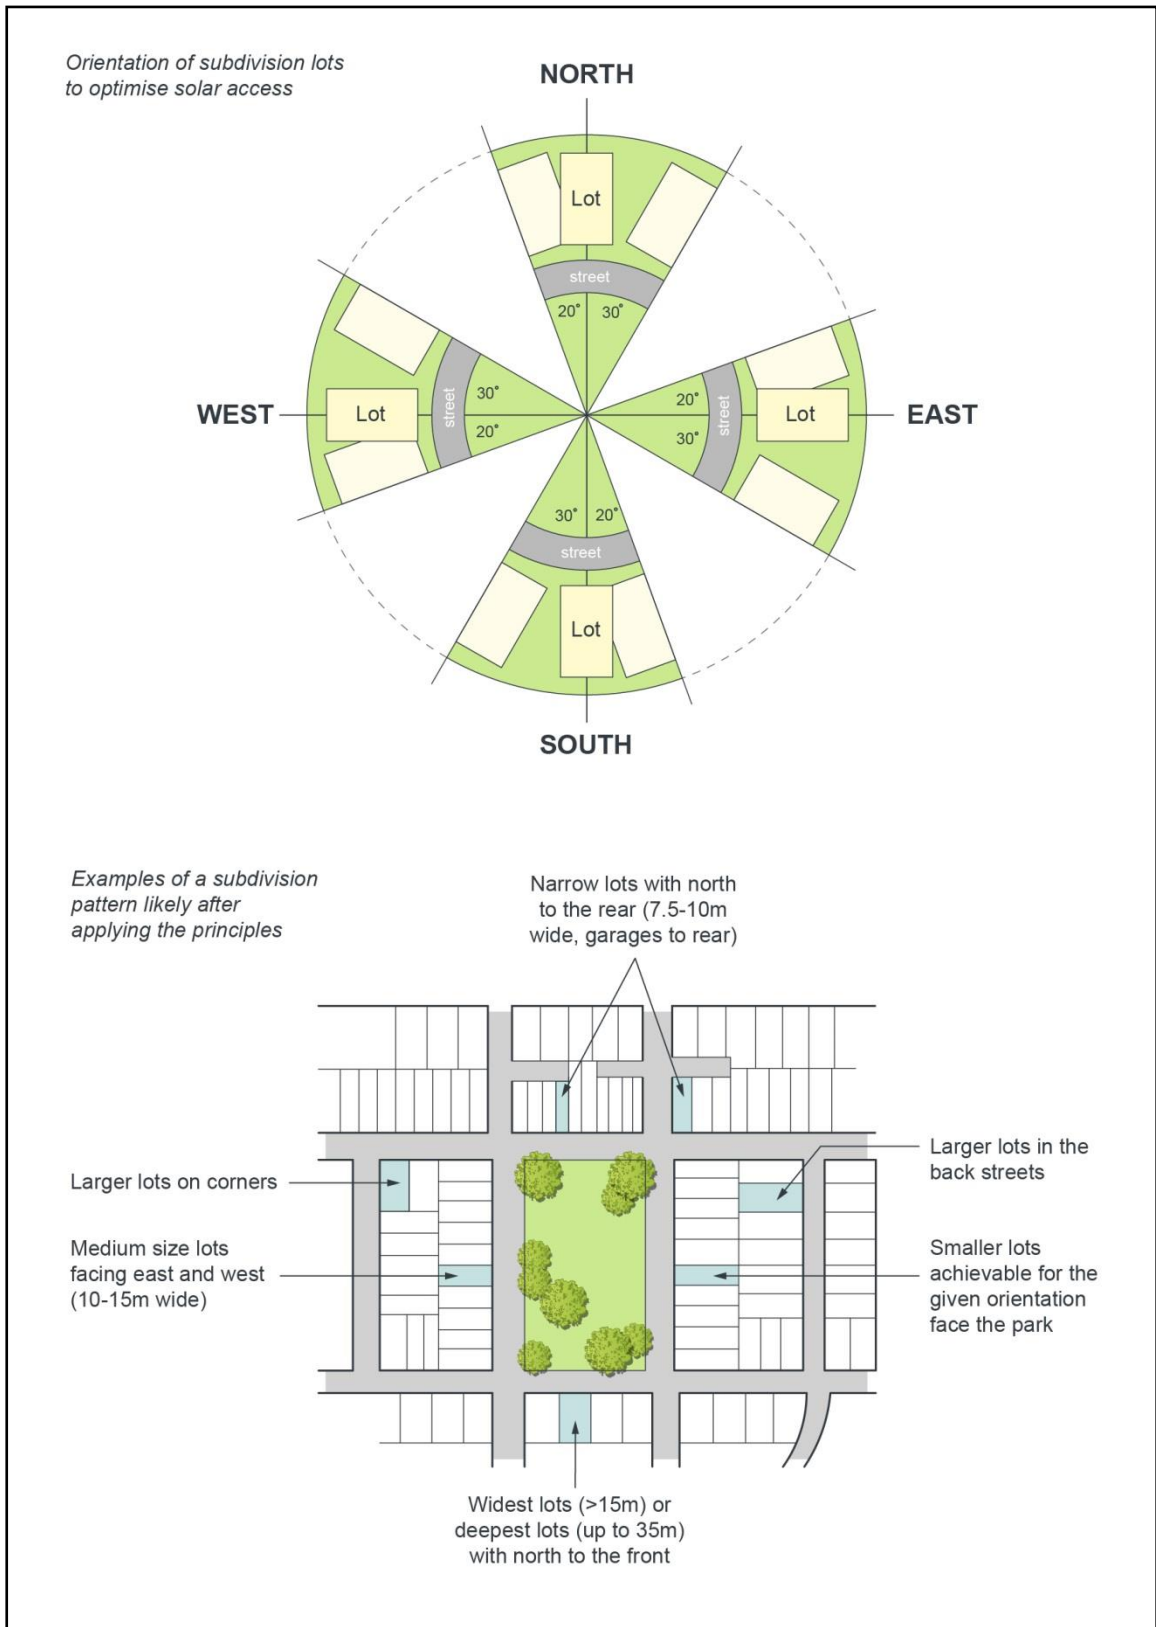 Orientation of subdivision lots
to optimise solar access
NORTH
Lot
street
20° 30°
WEST
Lot
street
30°
20°
20°
30°
street
Lot
EAST
30° 20°
street
Lot
SOUTH
Examples of a subdivision
pattern likely after
applying the principles
Narrow lots with north
to the rear (7.5-10m
wide, garages to rear)
Larger lots on corners
Medium size lots
facing east and west
(10-15m wide)
Larger lots in the
back streets
Smaller lots
achievable for the
given orientation
face the park
Widest lots (>15m) or
deepest lots (up to 35m)
with north to the front